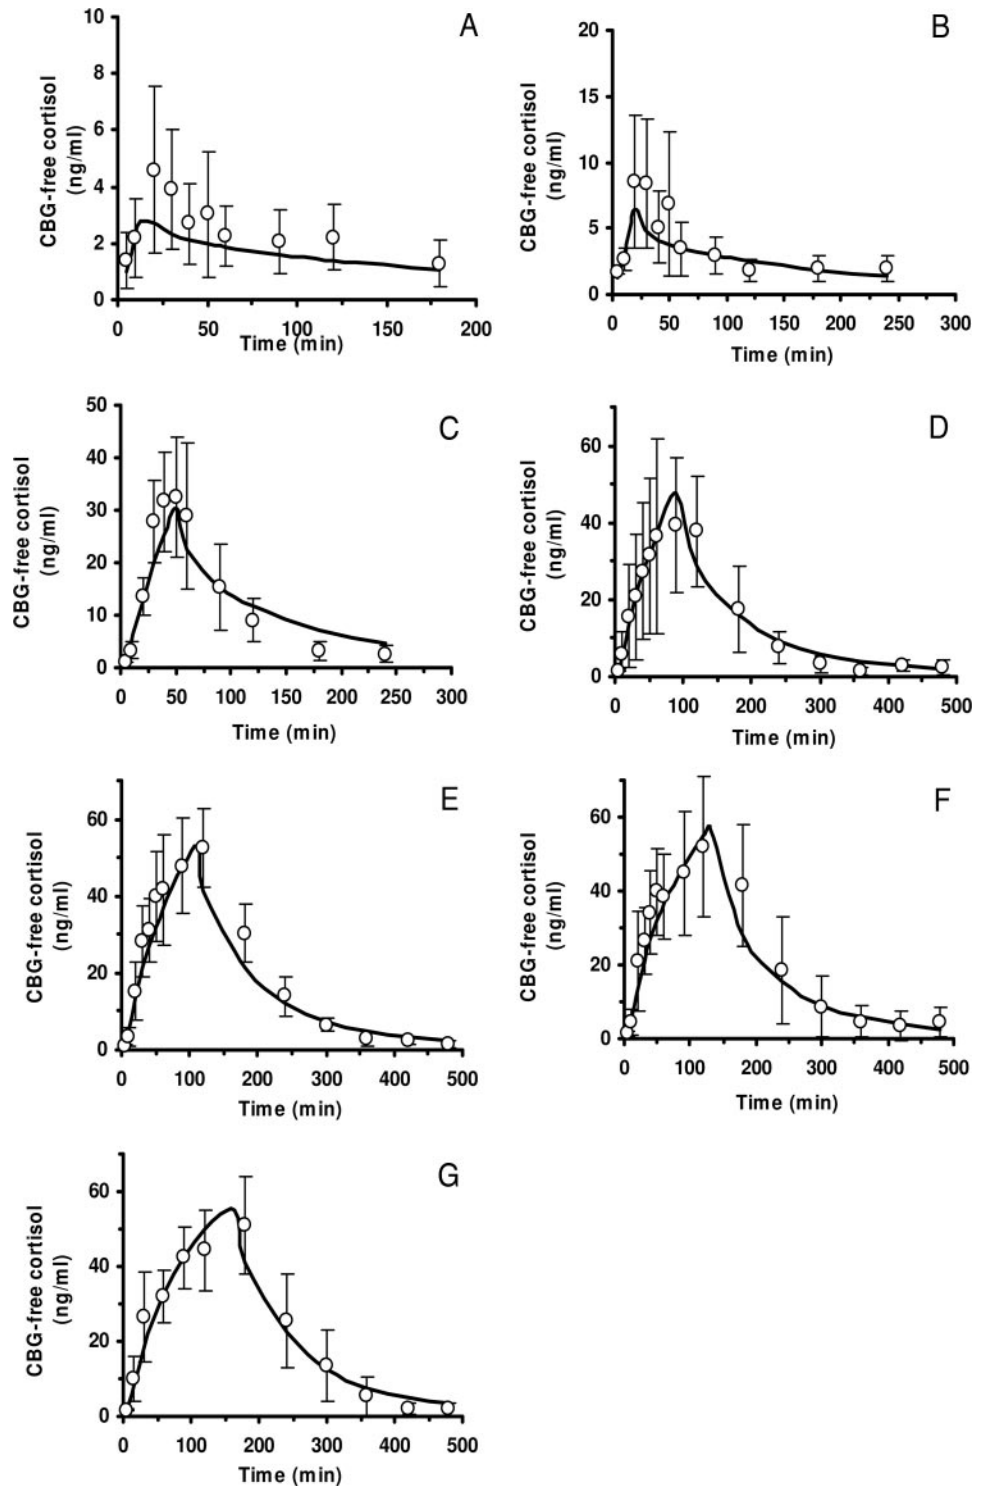 A
10
8
6
4
2
0
CBG-free cortisol
(ng/ml)
0 50 100 150 200
Time (min)
B
20
15
10
5
0
CBG-free cortisol
(ng/ml)
0 50 100 150 200 250 300
Time (min)
C
50
40
30
20
10
0
CBG-free cortisol
(ng/ml)
0 50 100 150 200 250 300
Time (min)
D
60
40
20
0
CBG-free cortisol
(ng/ml)
0 100 200 300 400 500
Time (min)
E
60
40
20
0
CBG-free cortisol
(ng/ml)
0 100 200 300 400 500
Time (min)
F
60
40
20
0
CBG-free cortisol
(ng/ml)
0 100 200 300 400 500
Time (min)
G
60
40
20
0
CBG-free cortisol
(ng/ml)
0 100 200 300 400 500
Time (min)